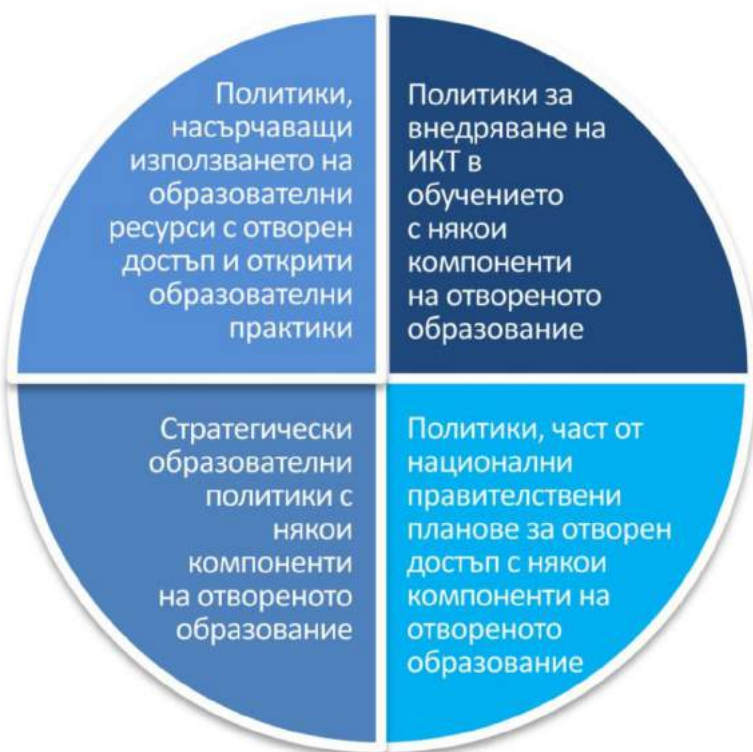 Политики,
насърчаващи
използването на
образователни
ресурси с отворен
достъп и открити
образователни
практики
Политики за
внедряване на
ИКТ в
обучението
с някои
компоненти
на отвореното
образование
Стратегически
образователни
политики с
някои
компоненти
на отвореното
образование
Политики, част от
национални
правителствени
планове за отворен
достъп с някои
компоненти на
отвореното
образование